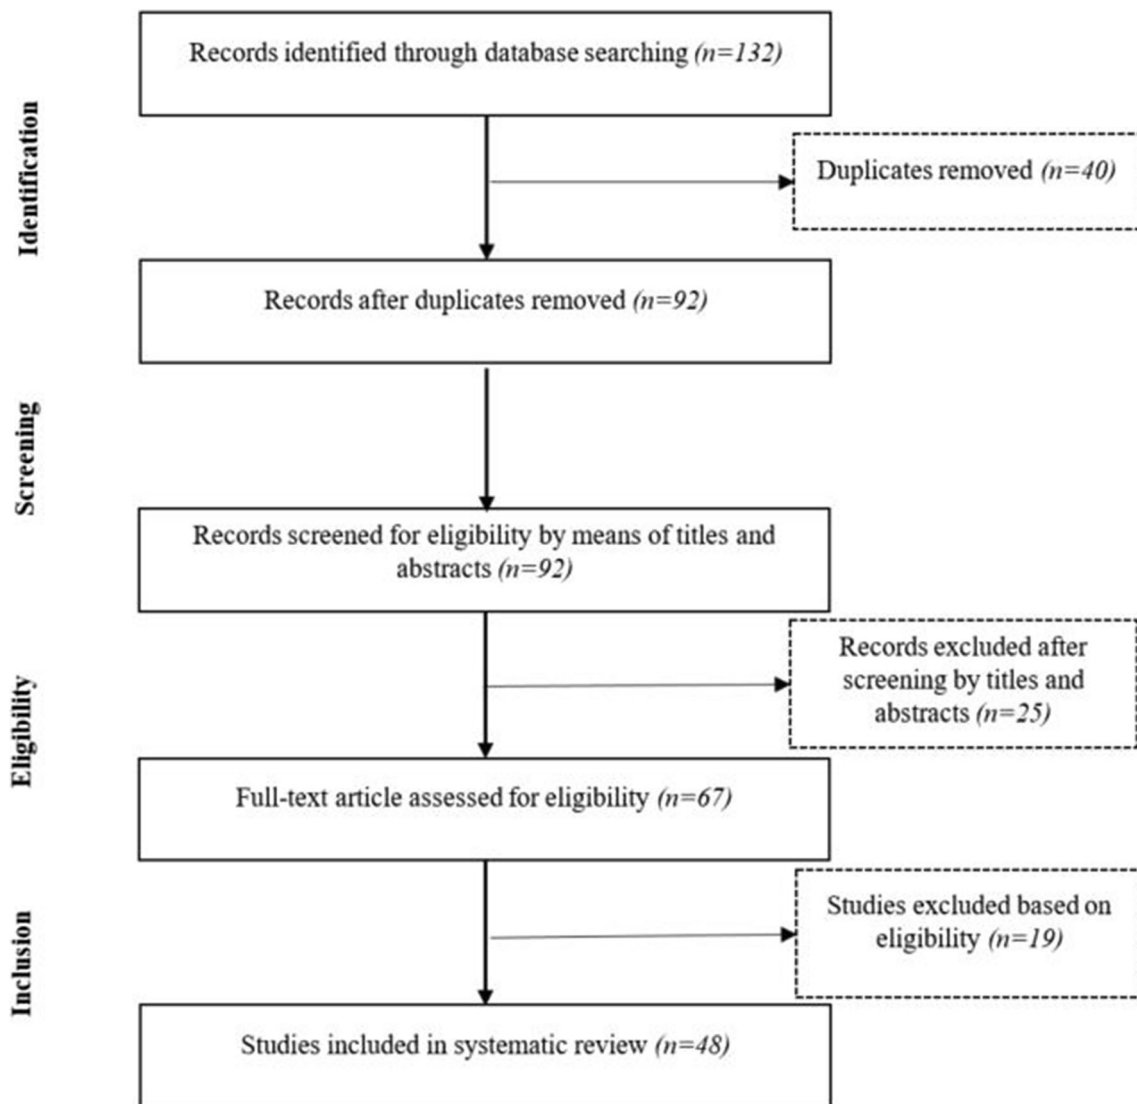 Records identified through database searching (n=132)
Identification
Duplicates removed (n=40)
Records after duplicates removed (n=92)
Screening
Records screened for eligibility by means of titles and
abstracts (n=92)
Records excluded after
screening by titles and
abstracts (n=25)
Eligibility
Full-text article assessed for eligibility (n=67)
Studies excluded based on
eligibility (n=19)
Inclusion
Studies included in systematic review (n=48)